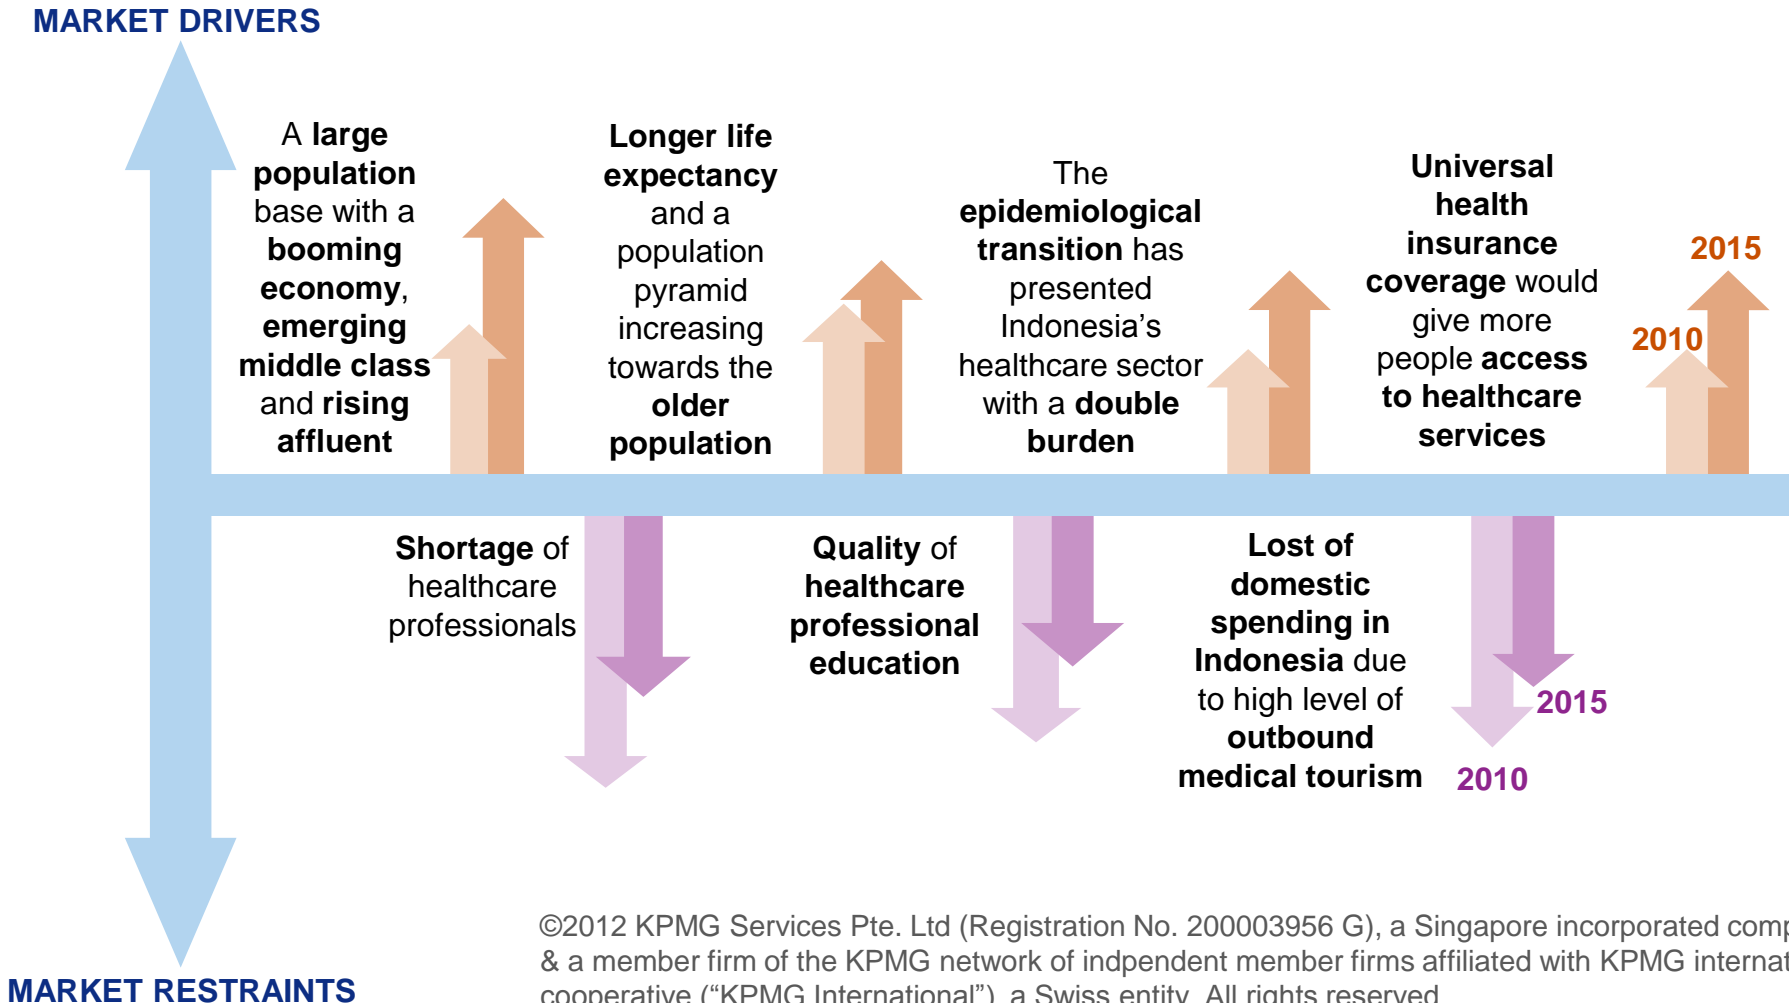 MARKET DRIVERS
A large
population
base with a
booming
economy,
emerging
middle class
and rising
affluent
Longer life
expectancy
and a
population
pyramid
increasing
towards the
older
population
The
epidemiological
transition has
presented
Indonesia’s
healthcare sector
with a double
burden
Universal
health
insurance
coverage would
give more
people access
to healthcare
services
2015
2010
Shortage of
healthcare
professionals
Quality of
healthcare
professional
education
Lost of
domestic
spending in
Indonesia due
to high level of
outbound
medical tourism
2015
2010
MARKET RESTRAINTS
©2012 KPMG Services Pte. Ltd (Registration No. 200003956 G), a Singapore incorporated
& a member firm of the KPMG network of indpendent member firms affiliated with KPMG
cooperative (“KPMG International”), a Swiss entity. All rights reserved